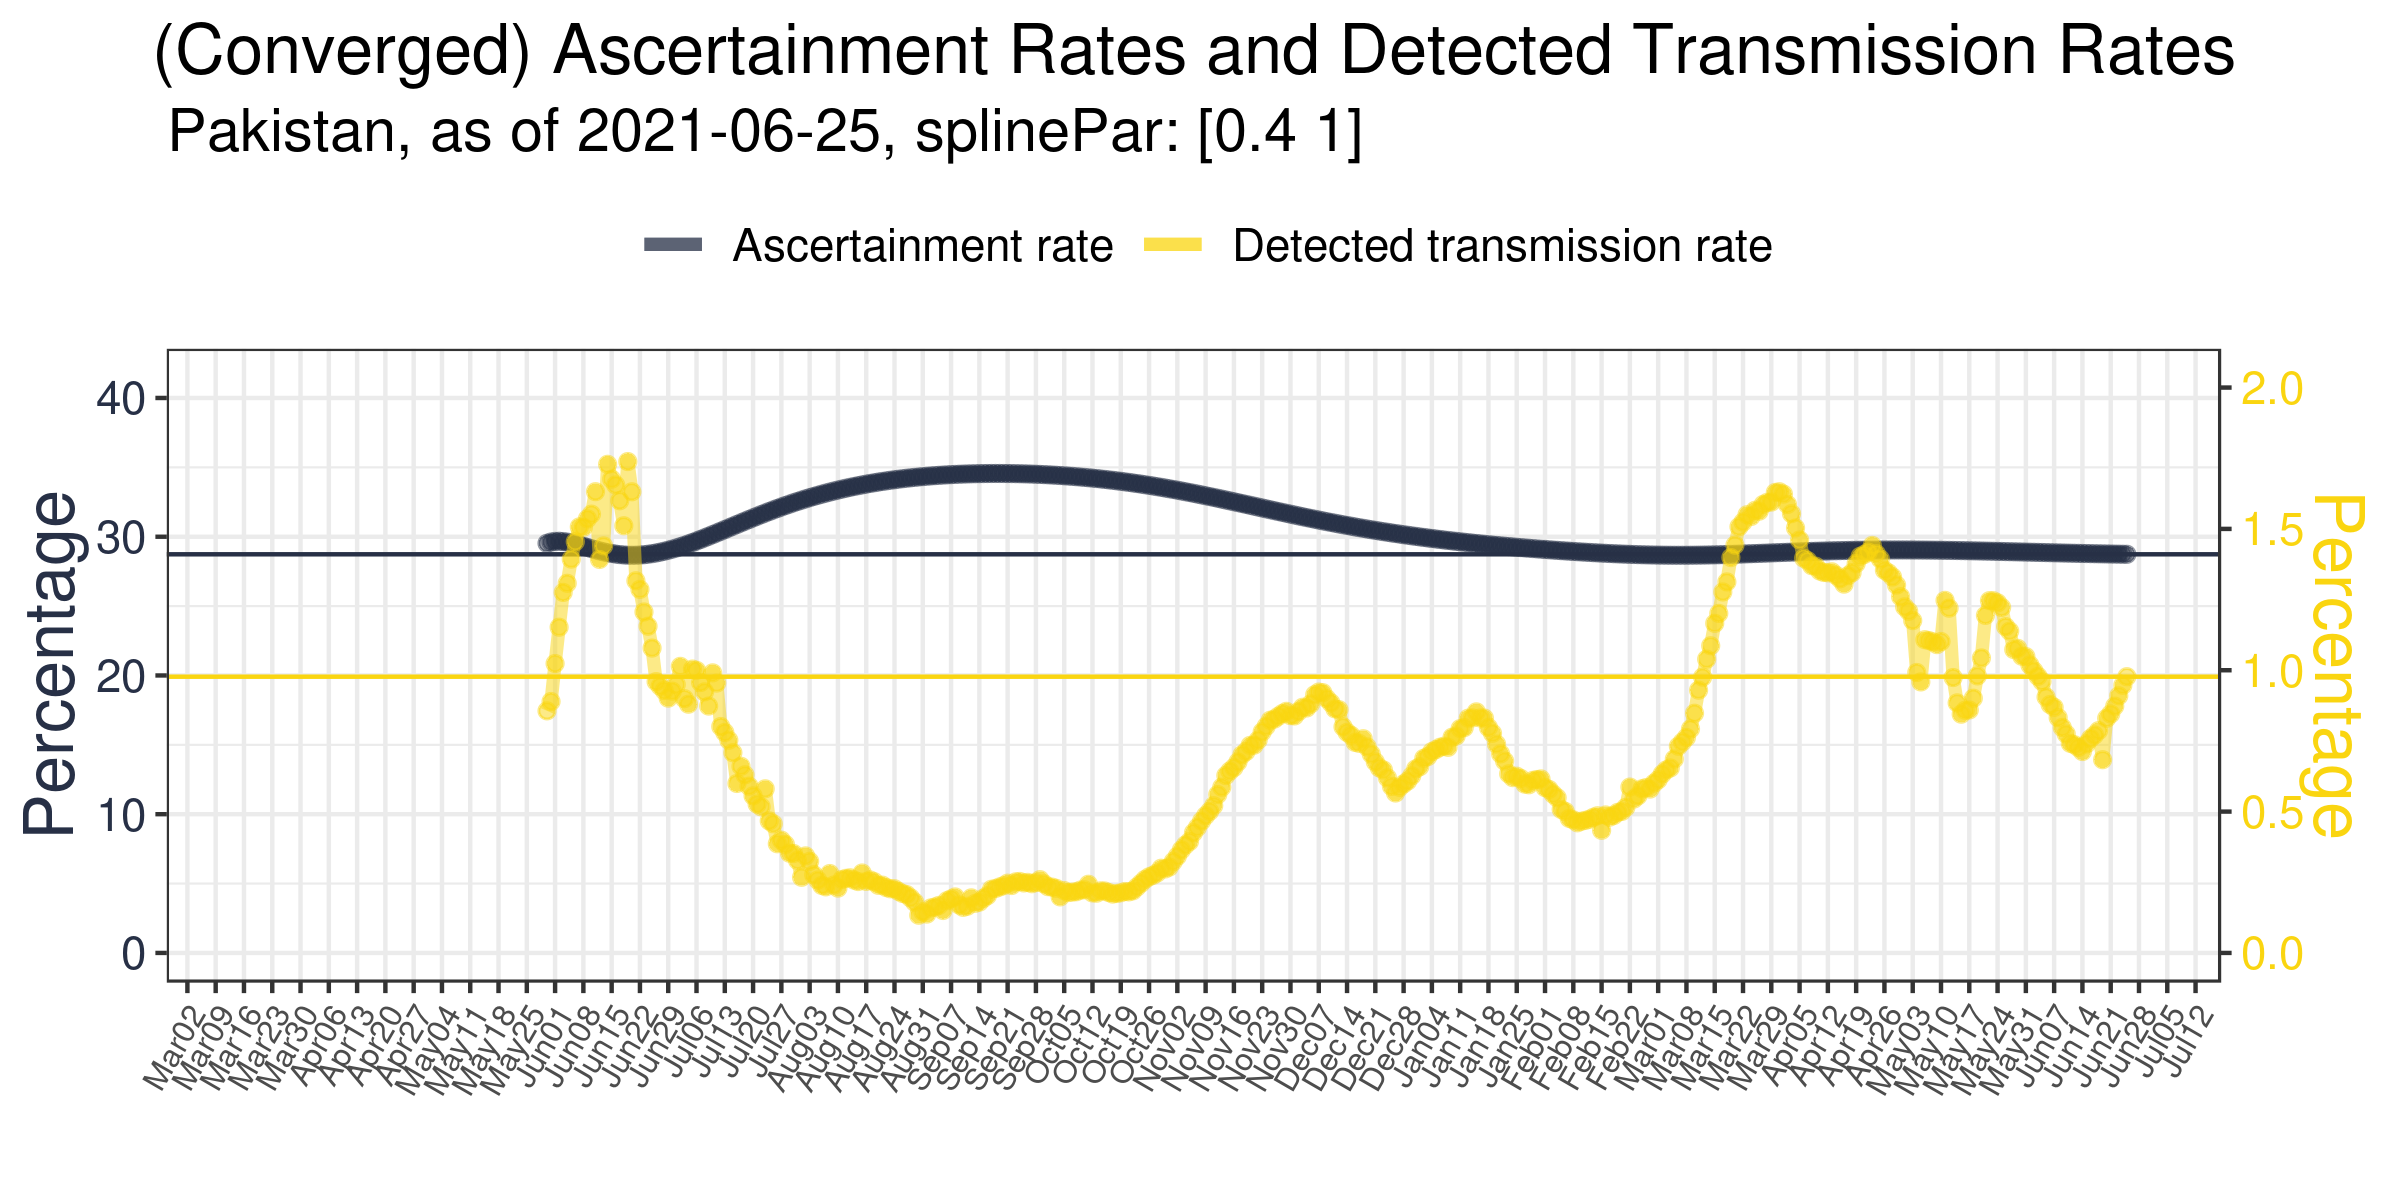 (Converged) Ascertainment Rates and Detected Transmission Rates
Pakistan, as of 2021-06-25, splinePar: [0.4 1]
Ascertainment rate
Detected transmission rate
Percentage
40
30
20
10
0
2.0
1.5
1.0
0.5
0.0
Percentage
Mar02
Mar09
Mar16
Mar23
Mar30
Apr06
Apr13
Apr20
Apr27
May04
May11
May18
May25
Jun01
Jun08
Jun15
Jun22
Jun29
Jul06
Jul13
Jul20
Jul27
Aug03
Aug10
Aug17
Aug24
Aug31
Sep07
Sep14
Sep21
Sep28
Oct05
Oct12
Oct19
Oct26
Nov02
Nov09
Nov16
Nov23
Nov30
Dec07
Dec14
Dec21
Dec28
Jan04
Jan11
Jan18
Jan25
Feb01
Feb08
Feb15
Feb22
Mar01
Mar08
Mar15
Mar22
Mar29
Apr05
Apr12
Apr19
Apr26
May03
May10
May17
May24
May31
Jun07
Jun14
Jun21
Jun28
Jul05
Jul12